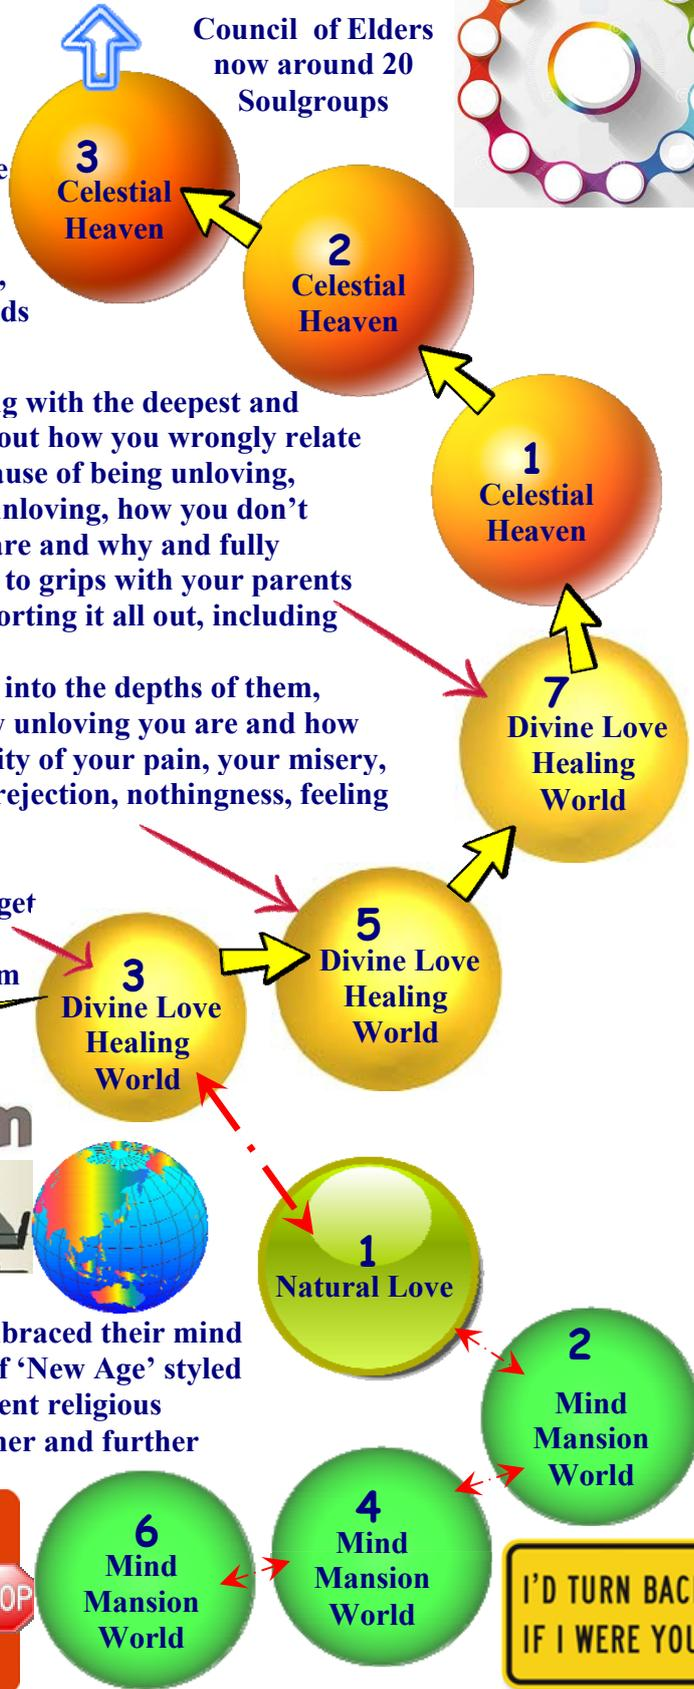 Council of Elders
now around 20
Soulgroups
3
Celestial
Heaven
2
Celestial
Heaven
,
ds
g with the deepest and
out how you wrongly relate
ause of being unloving,
nloving, how you don’t
are and why and fully
to grips with your parents
orting it all out, including
1
Celestial
Heaven
into the depths of them,
unloving you are and how
ity of your pain, your misery,
rejection, nothingness, feeling
7
Divine Love
Healing
World
get
m
3
Divine Love
Healing
World
5
Divine Love
Healing
World
m
1
Natural Love
braced their mind
f ‘New Age’ styled
ent religious
her and further
2
Mind
Mansion
World
4
Mind
Mansion
World
6
Mind
Mansion
World
OP
I’D TURN BAC
IF I WERE YOU